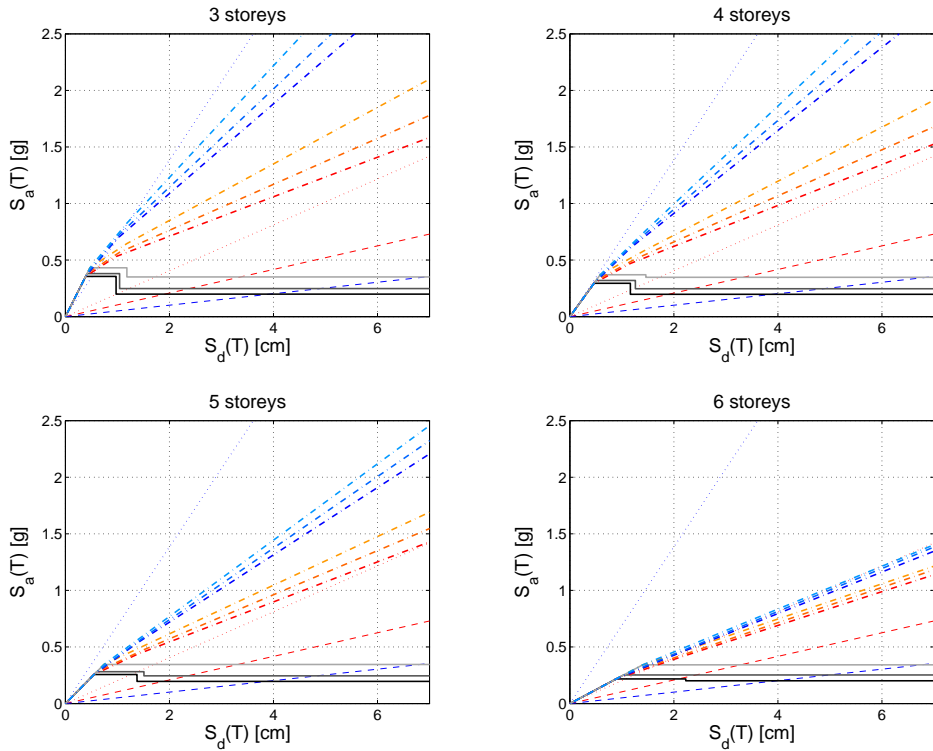 3 storeys
2.5
2
1.5
1
0.5
0
0 2 4 6
S_a(T) [g]
S_d(T) [cm]
4 storeys
2.5
2
1.5
1
0.5
0
0 2 4 6
S_a(T) [g]
S_d(T) [cm]
5 storeys
2.5
2
1.5
1
0.5
0
0 2 4 6
S_a(T) [g]
S_d(T) [cm]
6 storeys
2.5
2
1.5
1
0.5
0
0 2 4 6
S_a(T) [g]
S_d(T) [cm]